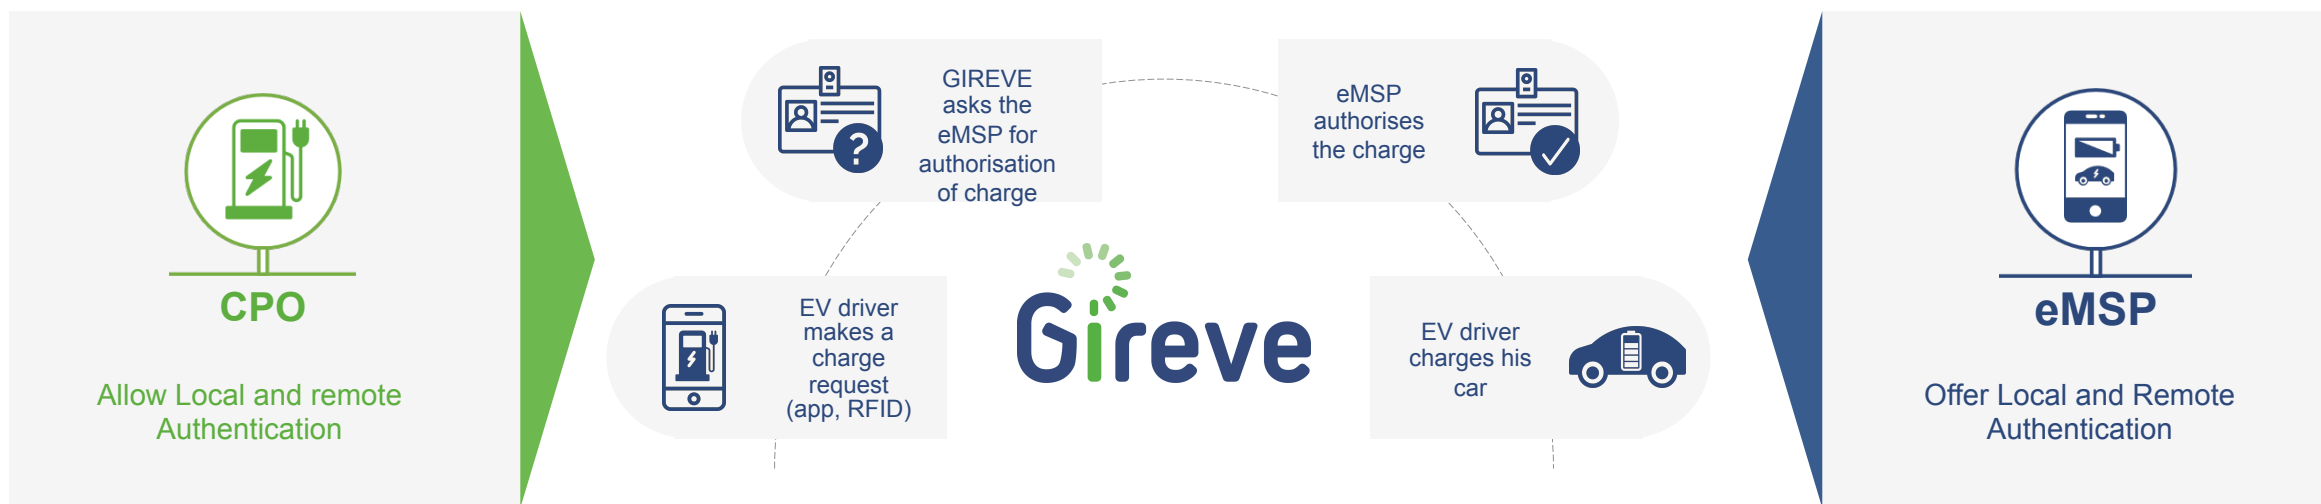 CPO
Allow Local and remote
Authentication
EV driver
makes a
charge
request
(app, RFID)
GIREVE
asks the
eMSP for
authorisation
of charge
?
Gireve
eMSP
authorises
the charge
EV driver
charges his
car
eMSP
Offer Local and Remote
Authentication